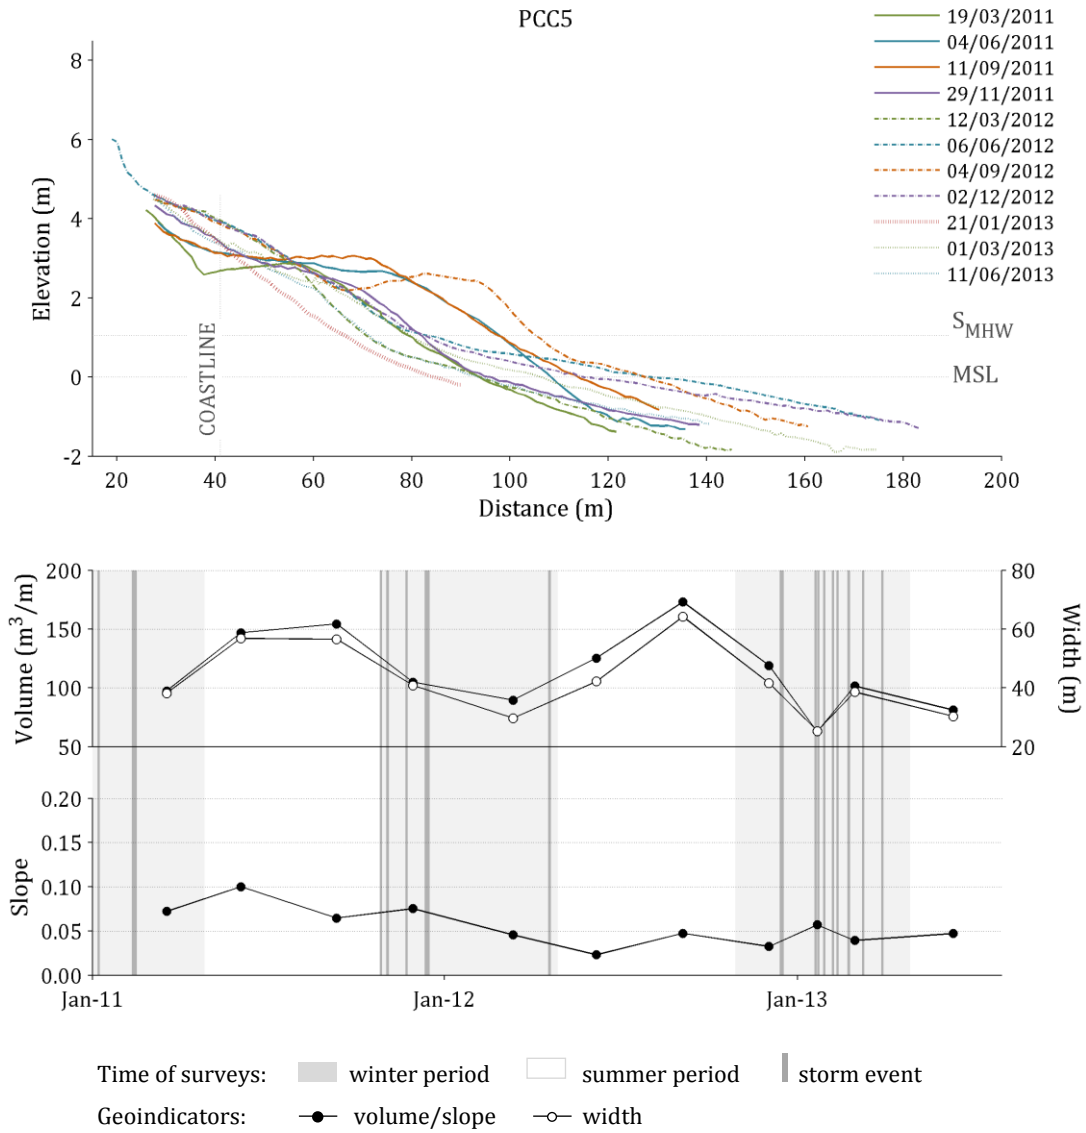 PCC5
19/03/2011
04/06/2011
11/09/2011
29/11/2011
12/03/2012
06/06/2012
04/09/2012
02/12/2012
21/01/2013
01/03/2013
11/06/2013
8
6
4
2
0
-2
Elevation (m)
COASTLINE
S_MHW
MSL
20 40 60 80 100 120 140 160 180 200
Distance (m)
200
150
100
50
Volume (m³/m)
80
60
40
20
Width (m)
0.20
0.15
0.10
0.05
0.00
Slope
Jan-11 Jan-12 Jan-13
Time of surveys: winter period summer period storm event
Geoindicators: volume/slope width